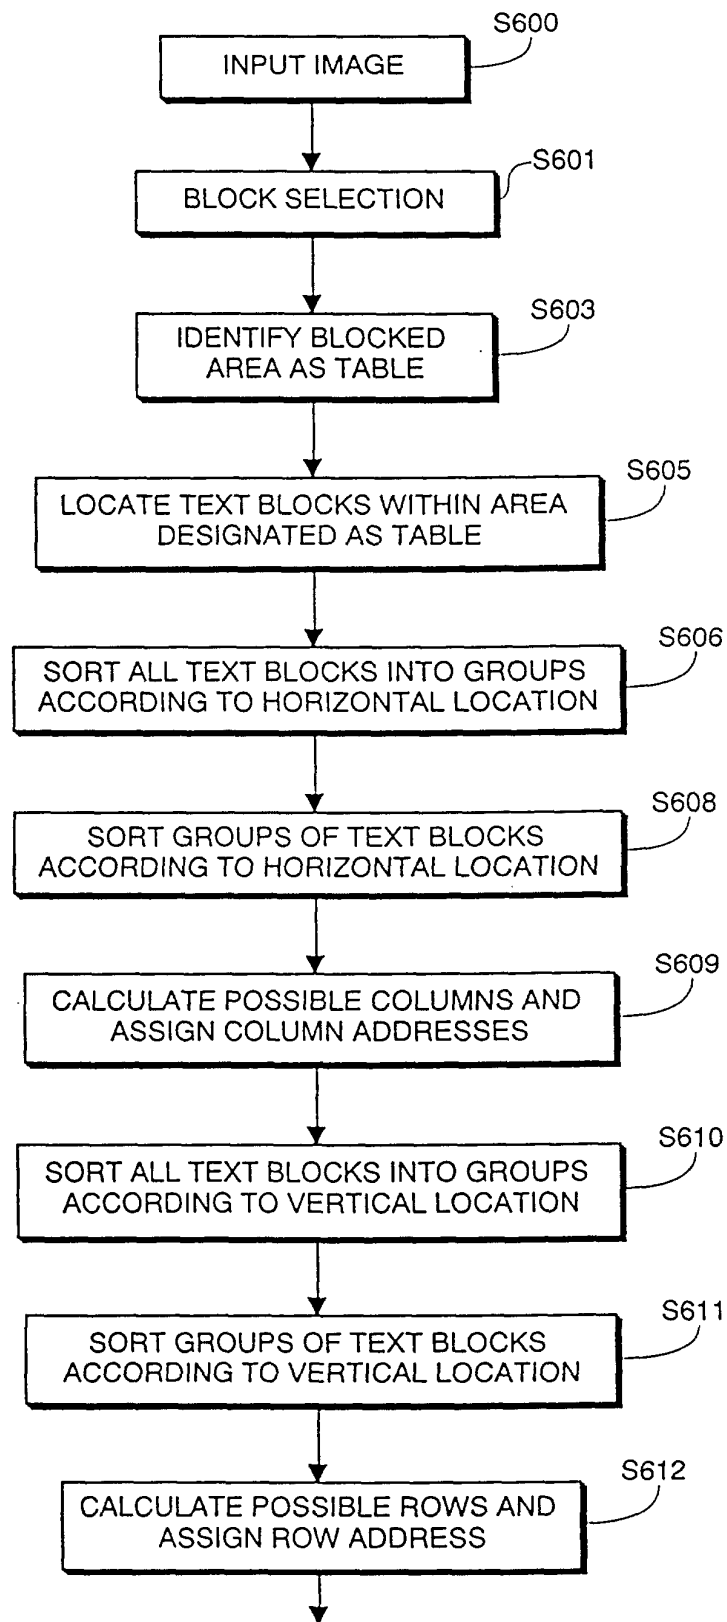 S600
INPUT IMAGE
S601
BLOCK SELECTION
S603
IDENTIFY BLOCKED
AREA AS TABLE
S605
LOCATE TEXT BLOCKS WITHIN AREA
DESIGNATED AS TABLE
S606
SORT ALL TEXT BLOCKS INTO GROUPS
ACCORDING TO HORIZONTAL LOCATION
S608
SORT GROUPS OF TEXT BLOCKS
ACCORDING TO HORIZONTAL LOCATION
S609
CALCULATE POSSIBLE COLUMNS AND
ASSIGN COLUMN ADDRESSES
S610
SORT ALL TEXT BLOCKS INTO GROUPS
ACCORDING TO VERTICAL LOCATION
S611
SORT GROUPS OF TEXT BLOCKS
ACCORDING TO VERTICAL LOCATION
S612
CALCULATE POSSIBLE ROWS AND
ASSIGN ROW ADDRESS